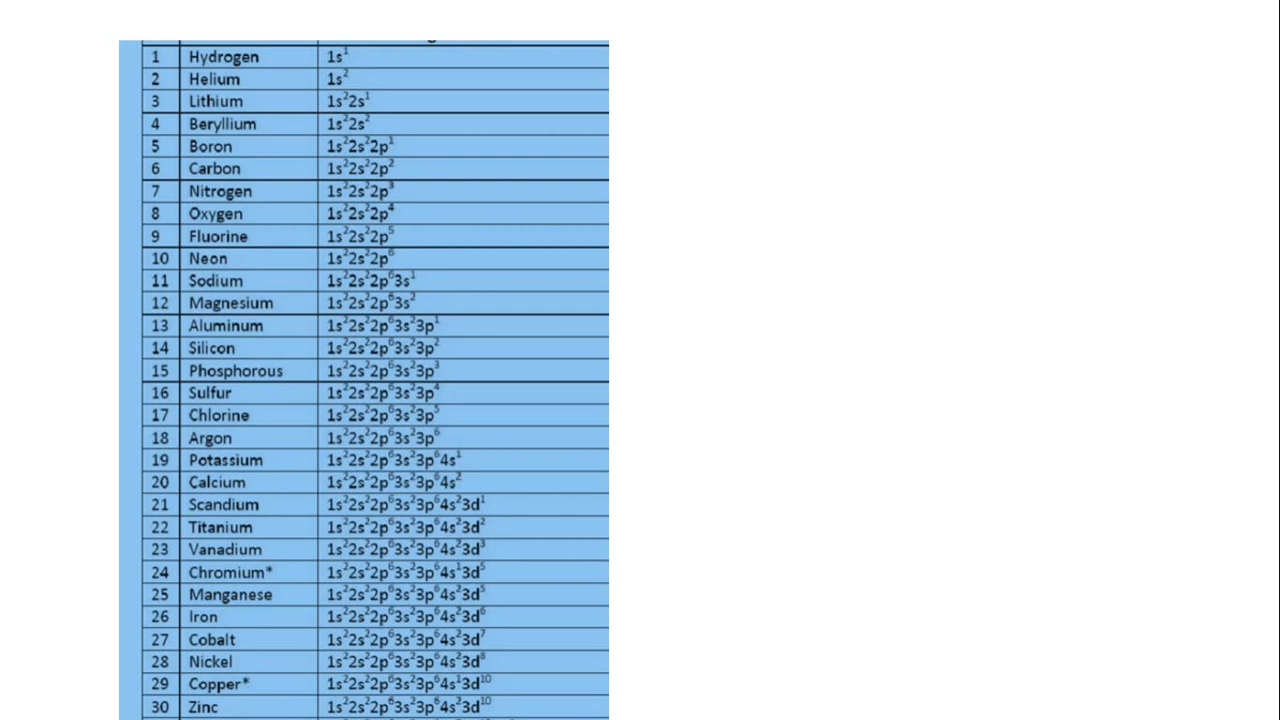 1 Hydrogen 1s¹
2 Helium 1s²
3 Lithium 1s²2s¹
4 Beryllium 1s²2s²
5 Boron 1s²2s²2p¹
6 Carbon 1s²2s²2p²
7 Nitrogen 1s²2s²2p³
8 Oxygen 1s²2s²2p⁴
9 Fluorine 1s²2s²2p⁵
10 Neon 1s²2s²2p⁶
11 Sodium 1s²2s²2p⁶3s¹
12 Magnesium 1s²2s²2p⁶3s²
13 Aluminum 1s²2s²2p⁶3s²3p¹
14 Silicon 1s²2s²2p⁶3s²3p²
15 Phosphorous 1s²2s²2p⁶3s²3p³
16 Sulfur 1s²2s²2p⁶3s²3p⁴
17 Chlorine 1s²2s²2p⁶3s²3p⁵
18 Argon 1s²2s²2p⁶3s²3p⁶
19 Potassium 1s²2s²2p⁶3s²3p⁶4s¹
20 Calcium 1s²2s²2p⁶3s²3p⁶4s²
21 Scandium 1s²2s²2p⁶3s²3p⁶4s²3d¹
22 Titanium 1s²2s²2p⁶3s²3p⁶4s²3d²
23 Vanadium 1s²2s²2p⁶3s²3p⁶4s²3d³
24 Chromium* 1s²2s²2p⁶3s²3p⁶4s¹3d⁵
25 Manganese 1s²2s²2p⁶3s²3p⁶4s²3d⁵
26 Iron 1s²2s²2p⁶3s²3p⁶4s²3d⁶
27 Cobalt 1s²2s²2p⁶3s²3p⁶4s²3d⁷
28 Nickel 1s²2s²2p⁶3s²3p⁶4s²3d⁸
29 Copper* 1s²2s²2p⁶3s²3p⁶4s¹3d¹⁰
30 Zinc 1s²2s²2p⁶3s²3p⁶4s²3d¹⁰